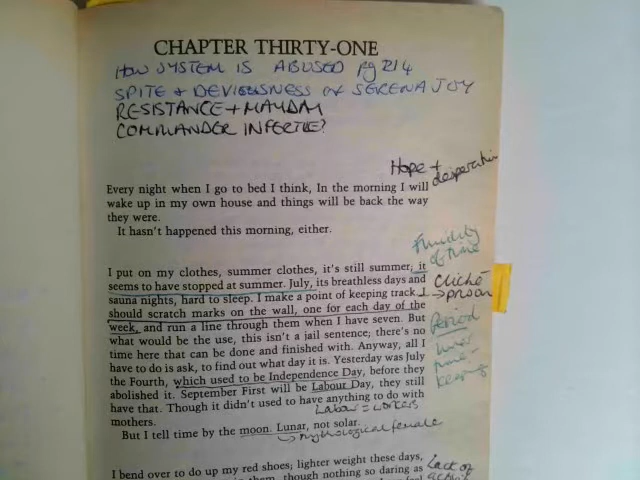 CHAPTER THIRTY-ONE
HOW SYSTEM IS ABUSED pg 214
SPITE + DEVIOUSNESS of SERENA JOY
RESISTANCE + MAYDAY
COMMANDER INFERTILE?
Hope +
desperation
Every night when I go to bed I think, In the morning I will
wake up in my own house and things will be back the way
they were.
It hasn't happened this morning, either.
Fluidity
of time
I put on my clothes, summer clothes, it's still summer; it
seems to have stopped at summer. July, its breathless days and
sauna nights, hard to sleep. I make a point of keeping track. I
should scratch marks on the wall, one for each day of the
week, and run a line through them when I have seven. But
what would be the use, this isn't a jail sentence; there's no
time here that can be done and finished with. Anyway, all I
have to do is ask, to find out what day it is. Yesterday was July
the Fourth, which used to be Independence Day, before they
abolished it. September First will be Labour Day, they still
have that. Though it didn't used to have anything to do with
mothers.
Cliché
→ prison
Period
inner
time-
keeping
Labour = workers
But I tell time by the moon. Lunar, not solar.
→ mythological female
I bend over to do up my red shoes; lighter weight these days,
Lack of
in them, though nothing so daring as